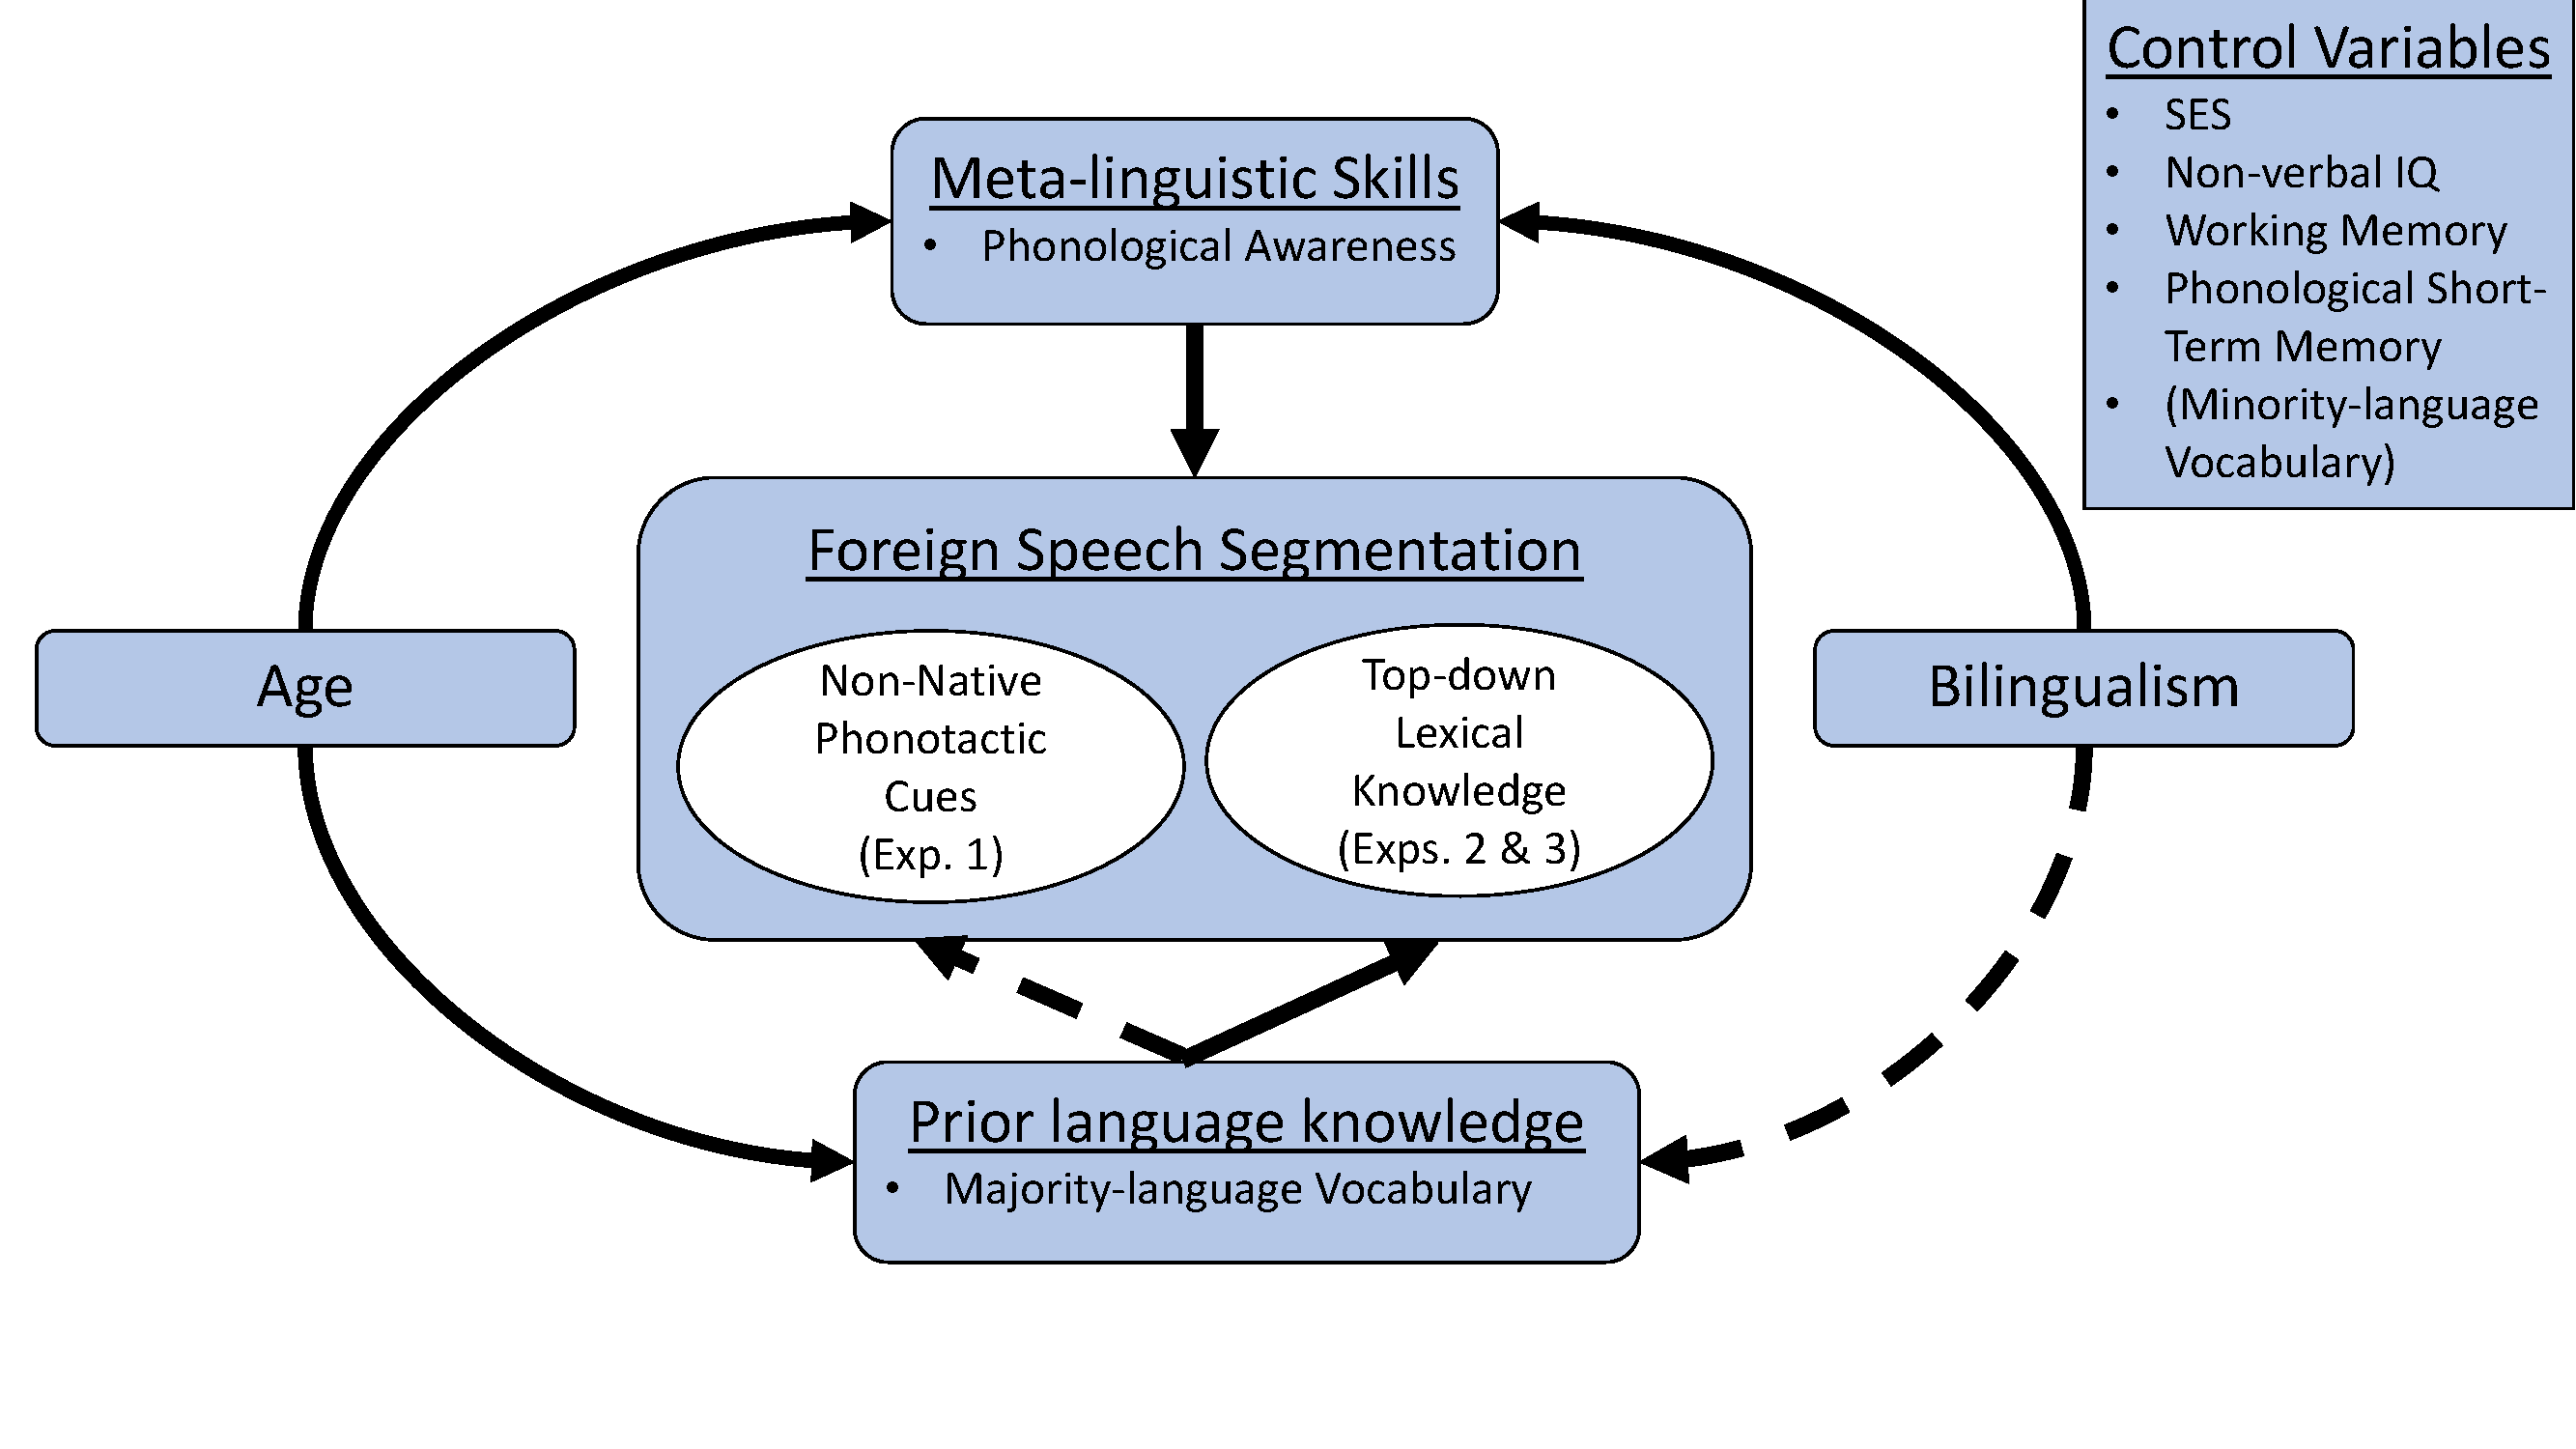 Control Variables
• SES
• Non-verbal IQ
• Working Memory
• Phonological Short-
Term Memory
• (Minority-language
Vocabulary)
Meta-linguistic Skills
• Phonological Awareness
Foreign Speech Segmentation
Non-Native
Phonotactic
Cues
(Exp. 1)
Top-down
Lexical
Knowledge
(Exps. 2 & 3)
Age
Bilingualism
Prior language knowledge
• Majority-language Vocabulary